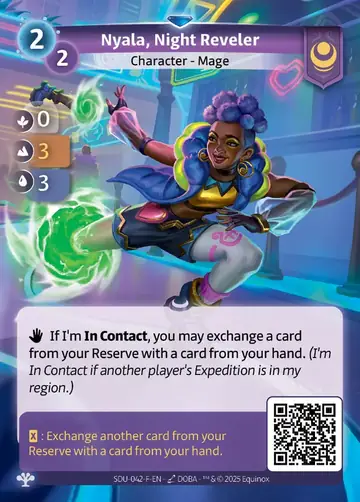 2
2
Nyala, Night Reveler
Character - Mage
0
3
3
If I'm In Contact, you may exchange a card
from your Reserve with a card from your hand. (I'm
In Contact if another player's Expedition is in my
region.)
X : Exchange another card from your
Reserve with a card from your hand.
SDU-042-F-EN - DOBA - ™ & © 2025 Equinox